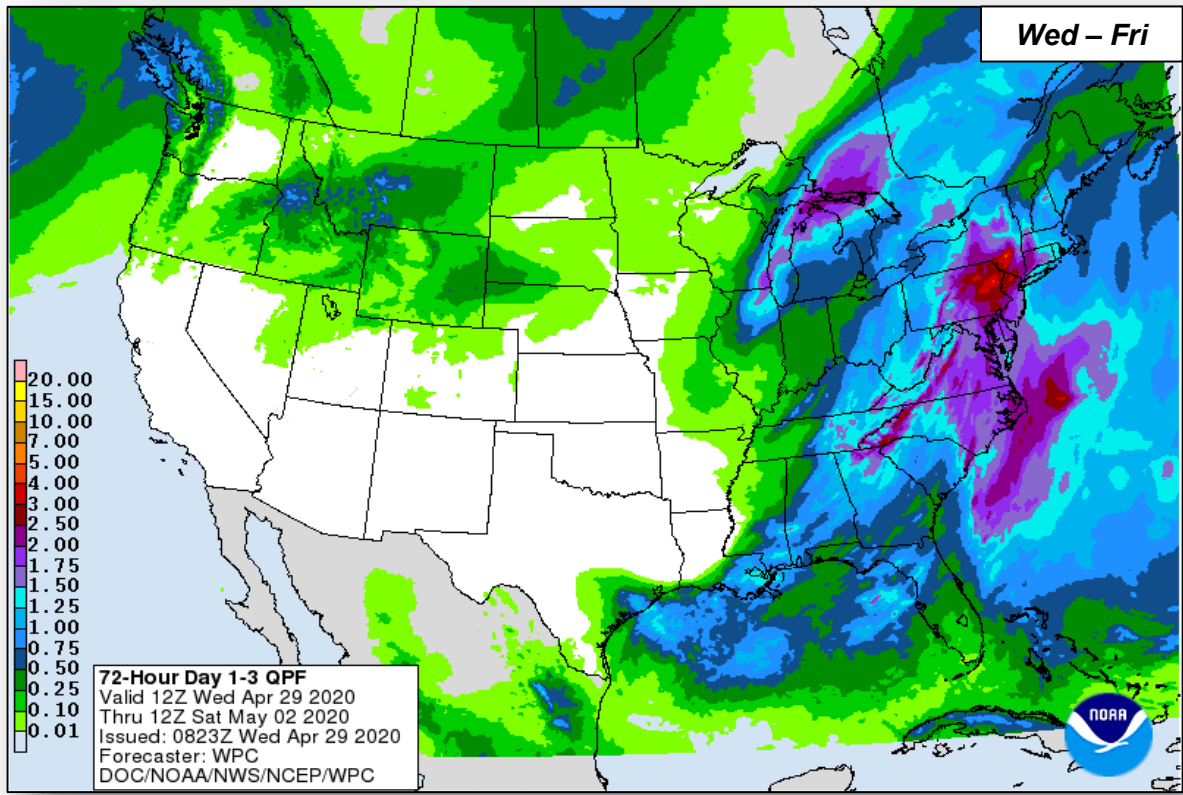 Wed – Fri
20.00
15.00
10.00
7.00
5.00
4.00
3.00
2.50
2.00
1.75
1.50
1.25
1.00
0.75
0.50
0.25
0.10
0.01
72-Hour Day 1-3 QPF
Valid 12Z Wed Apr 29 2020
Thru 12Z Sat May 02 2020
Issued: 0823Z Wed Apr 29 2020
Forecaster: WPC
DOC/NOAA/NWS/NCEP/WPC
NOAA